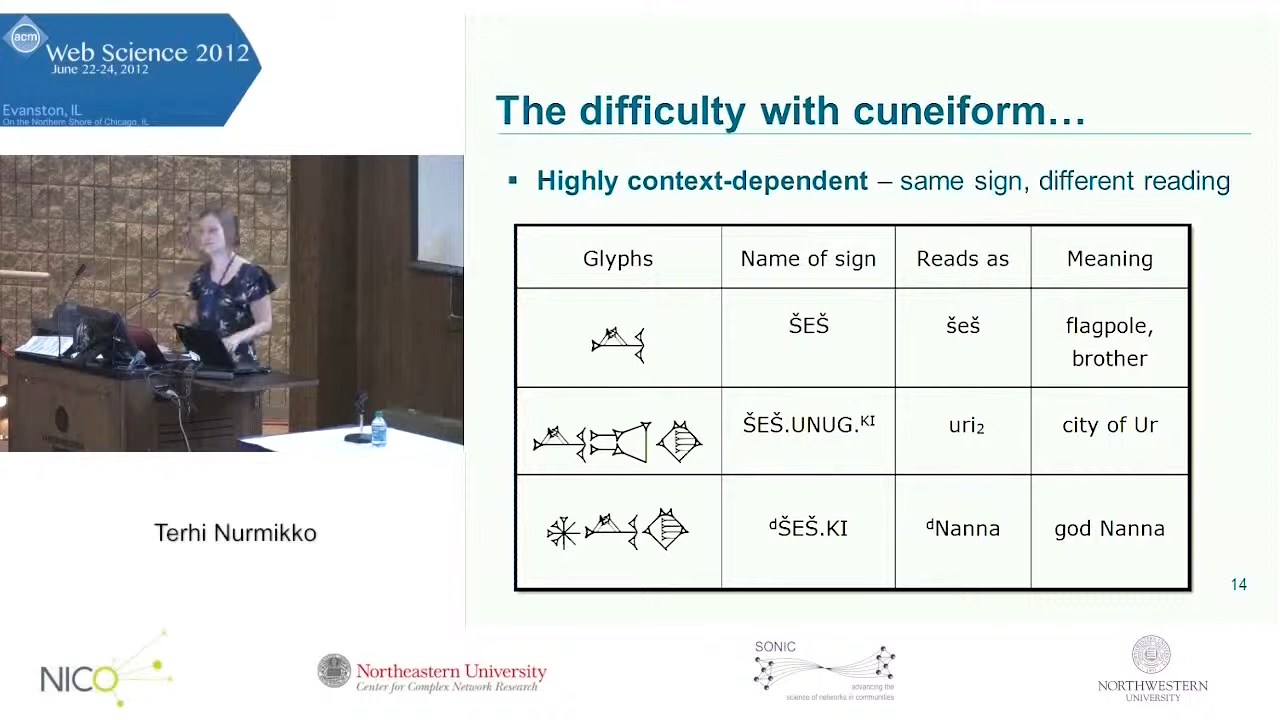 acm
Web Science 2012
June 22-24, 2012
Evanston, IL
On the Northern Shore of Chicago, IL
The difficulty with cuneiform…
▪ Highly context-dependent – same sign, different reading
Glyphs Name of sign Reads as Meaning
ŠEŠ šeš flagpole,
brother
ŠEŠ.UNUG.ᴷᴵ uri₂ city of Ur
ᵈŠEŠ.KI ᵈNanna god Nanna
14
Terhi Nurmikko
NICO
Northeastern University
Center for Complex Network Research
SONIC
advancing the
science of networks in communities
NORTHWESTERN
UNIVERSITY